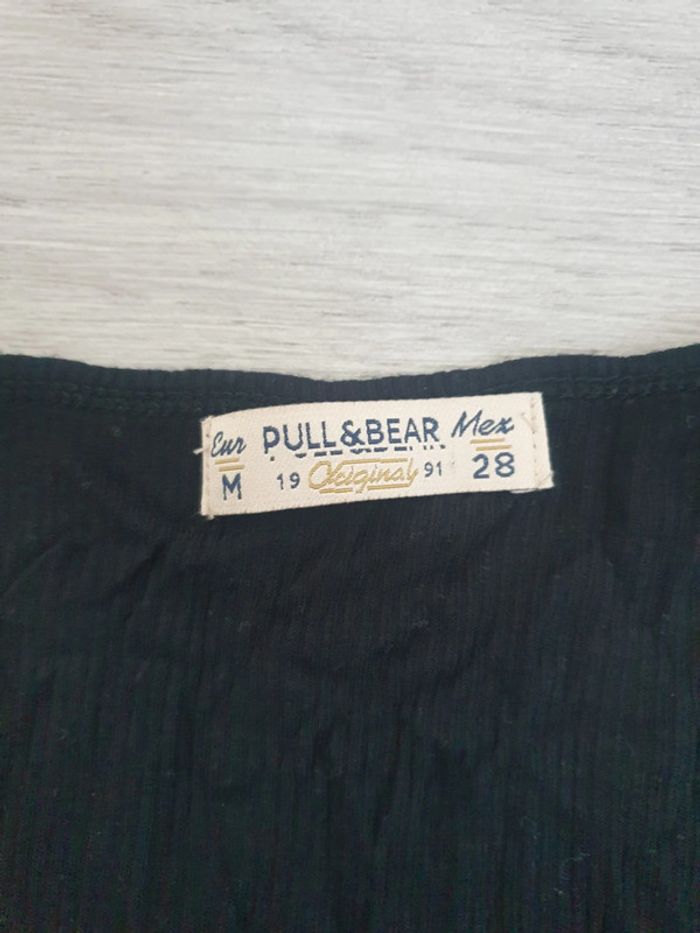 Eur PULL&BEAR Mex
M 19 Original 91 28